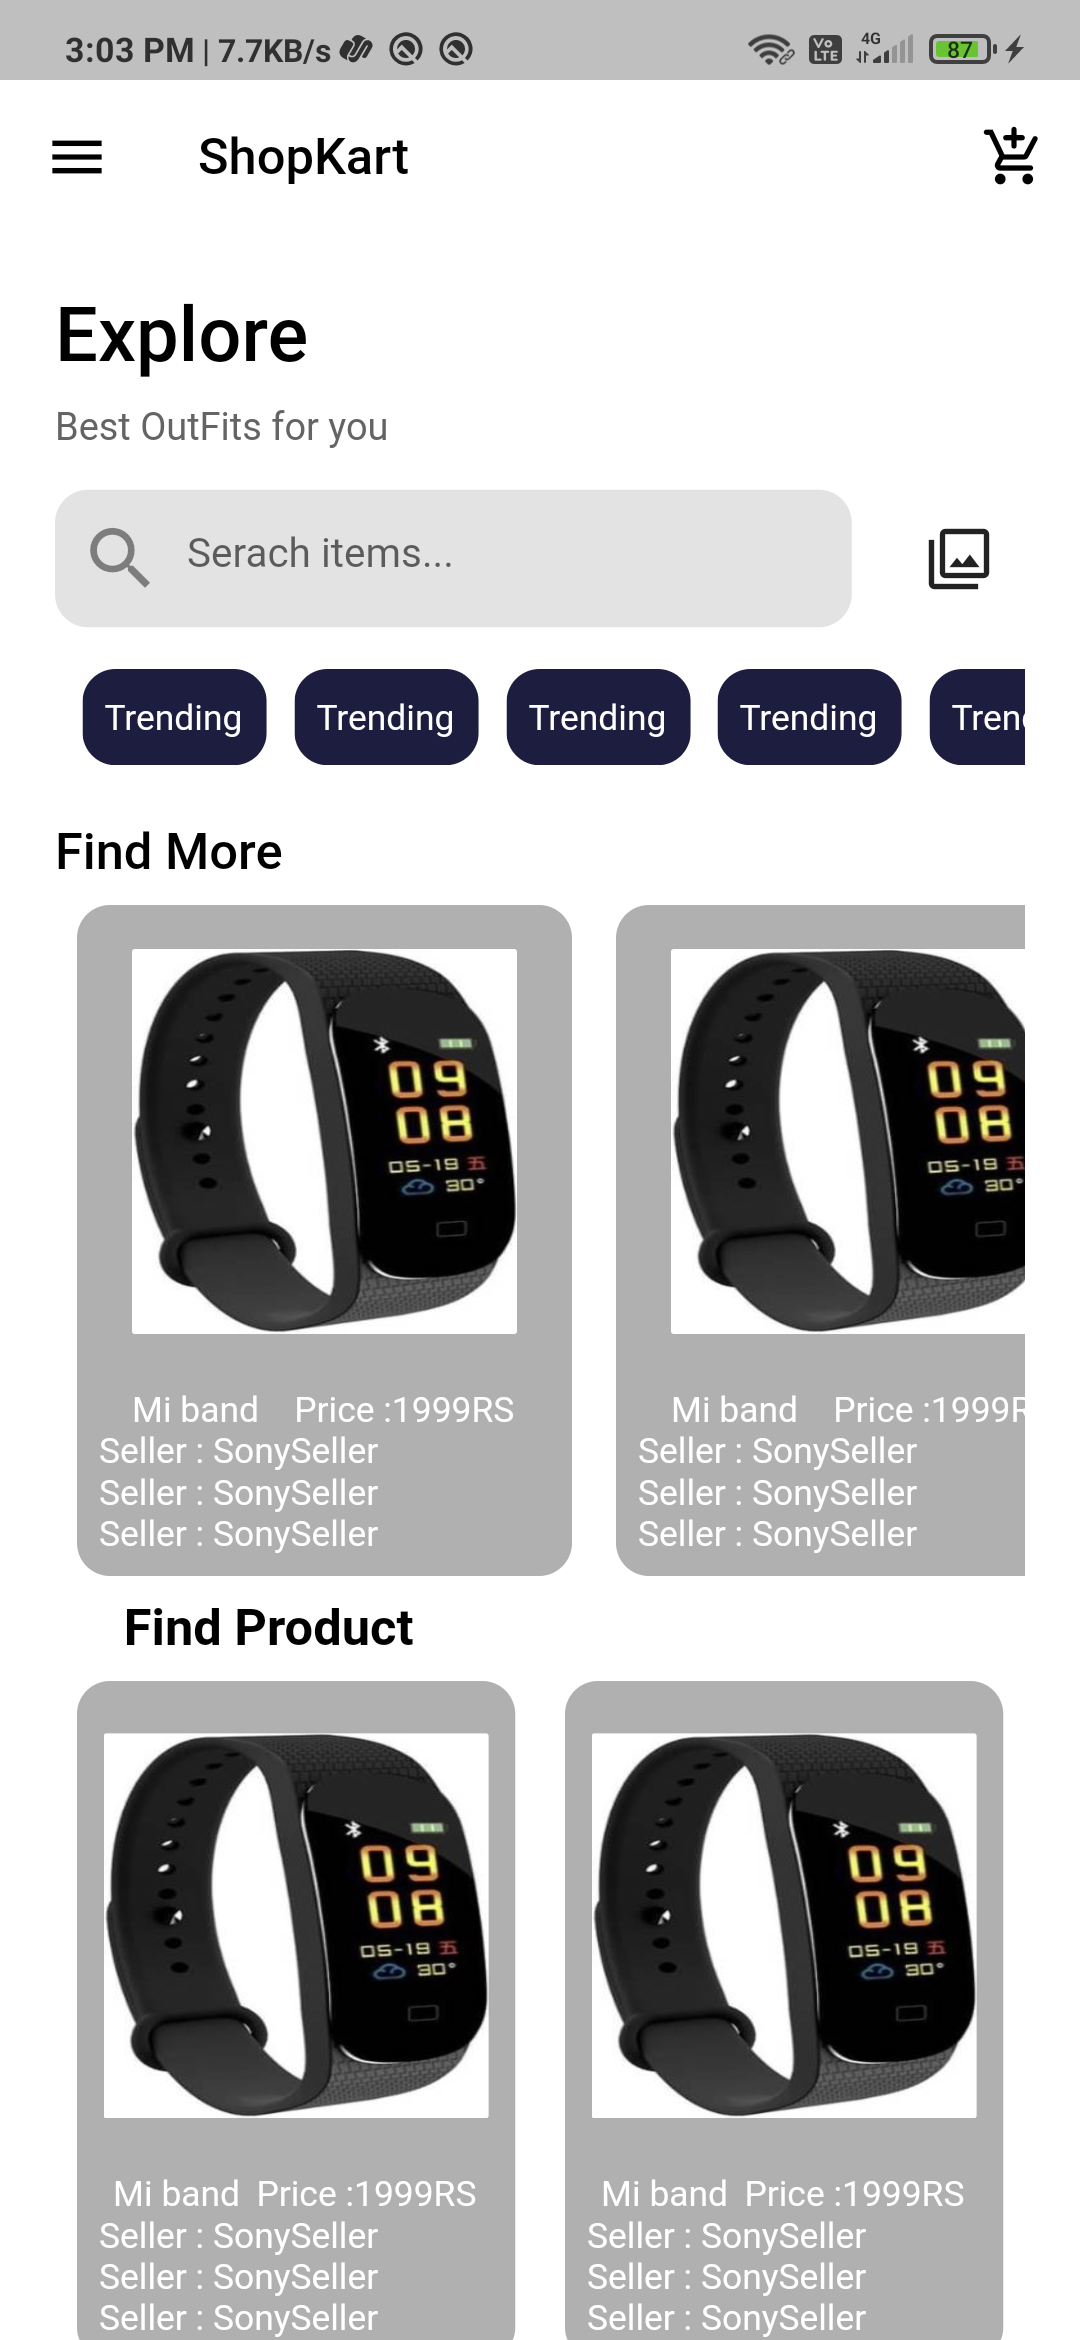 3:03 PM | 7.7KB/s Vo LTE 4G 87
ShopKart
Explore
Best OutFits for you
Serach items...
Trending Trending Trending Trending Tren
Find More
09 09
08 08
05-19 五 05-19 五
30° 30°
Mi band Price :1999RS Mi band Price :1999R
Seller : SonySeller Seller : SonySeller
Seller : SonySeller Seller : SonySeller
Seller : SonySeller Seller : SonySeller
Find Product
09 09
08 08
05-19 五 05-19 五
30° 30°
Mi band Price :1999RS Mi band Price :1999RS
Seller : SonySeller Seller : SonySeller
Seller : SonySeller Seller : SonySeller
Seller : SonySeller Seller : SonySeller